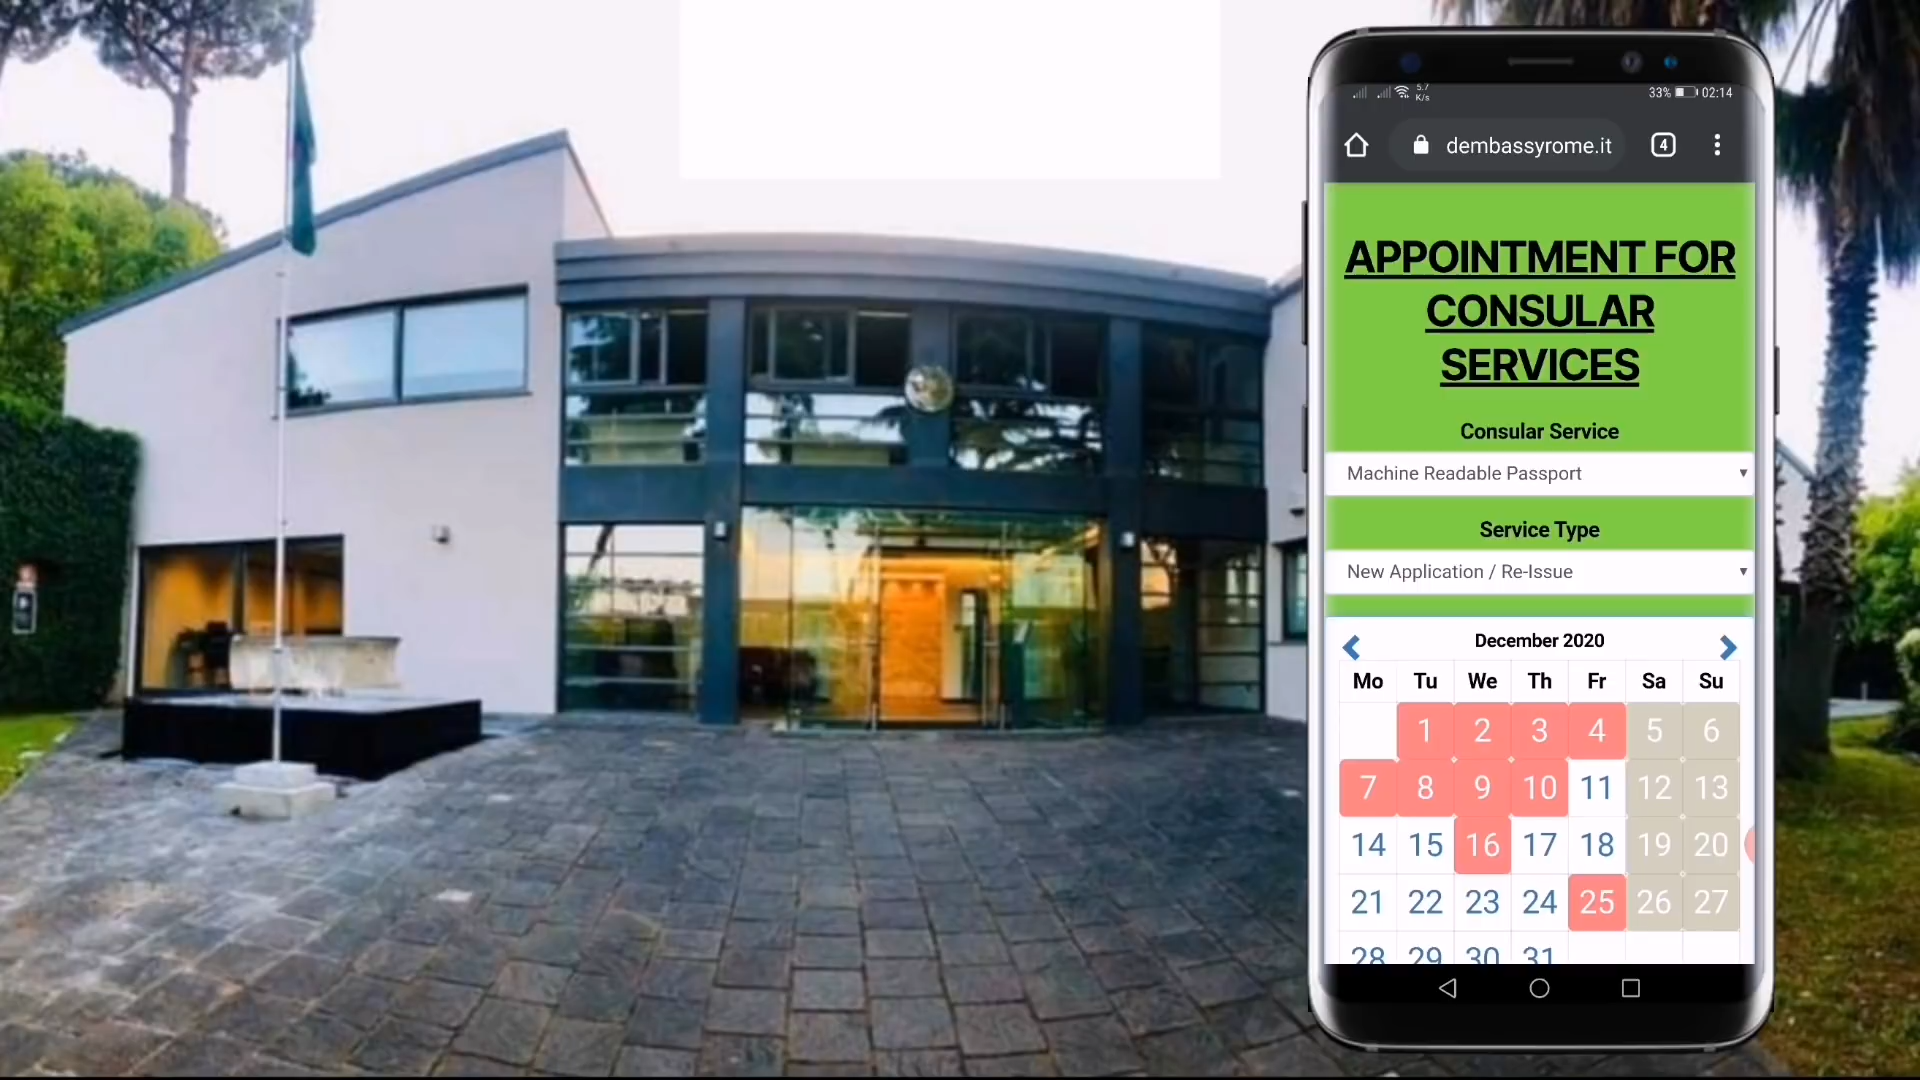 5.7
K/s
33% 02:14
dembassyrome.it
4
APPOINTMENT FOR
CONSULAR
SERVICES
Consular Service
Machine Readable Passport
Service Type
New Application / Re-Issue
December 2020
Mo Tu We Th Fr Sa Su
1 2 3 4 5 6
7 8 9 10 11 12 13
14 15 16 17 18 19 20
21 22 23 24 25 26 27
28 29 30 31